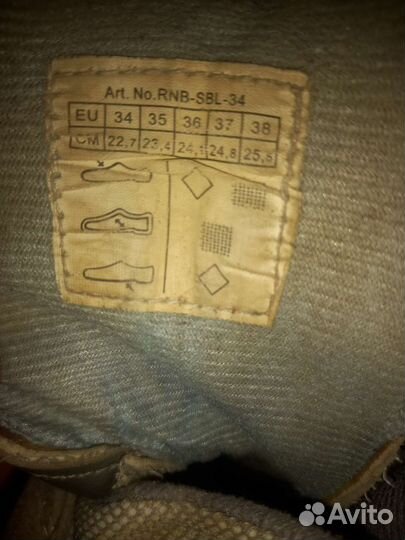 Art. No.RNB-SBL-34
EU 34 35 36 37 38
CM 22,7 23,4 24,1 24,8 25,5
Avito